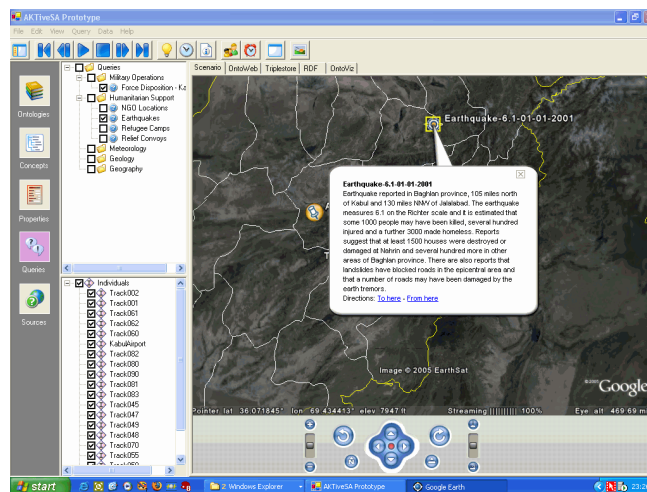 AKTiveSA Prototype
File Edit View Query Data Help
Scenario OntoWeb Triplestore RDF OntoViz
Ontologies
Concepts
Properties
Queries
Sources
Queries
Military Operations
Force Disposition - Ka
Humanitarian Support
NGO Locations
Earthquakes
Refugee Camps
Relief Convoys
Meteorology
Geology
Geography
Individuals
Track002
Track001
Track061
Track062
Track060
KabulAirport
Track082
Track080
Track090
Track081
Track083
Track045
Track047
Track049
Track048
Track070
Track055
Earthquake-6.1-01-01-2001
Earthquake-6.1-01-01-2001
Earthquake reported in Baghlan province, 105 miles north
of Kabul and 130 miles NNW of Jalalabad. The earthquake
measures 6.1 on the Richter scale and it is estimated that
some 1000 people may have been killed, several hundred
injured and a further 3000 made homeless. Reports
suggest that at least 1500 houses were destroyed or
damaged at Nahrin and several hundred more in other
areas of Baghlan province. There are also reports that
landslides have blocked roads in the epicentral area and
that a number of roads may have been damaged by the
earth tremors.
Directions: To here - From here
A
T
Image © 2005 EarthSat
©2005 Google
Pointer lat 36.071845° lon 69.434413° elev 7947 ft Streaming |||||||||| 100% Eye alt 469.69 m
N
start
2 Windows Explorer
AKTiveSA Prototype
Google Earth
23:2